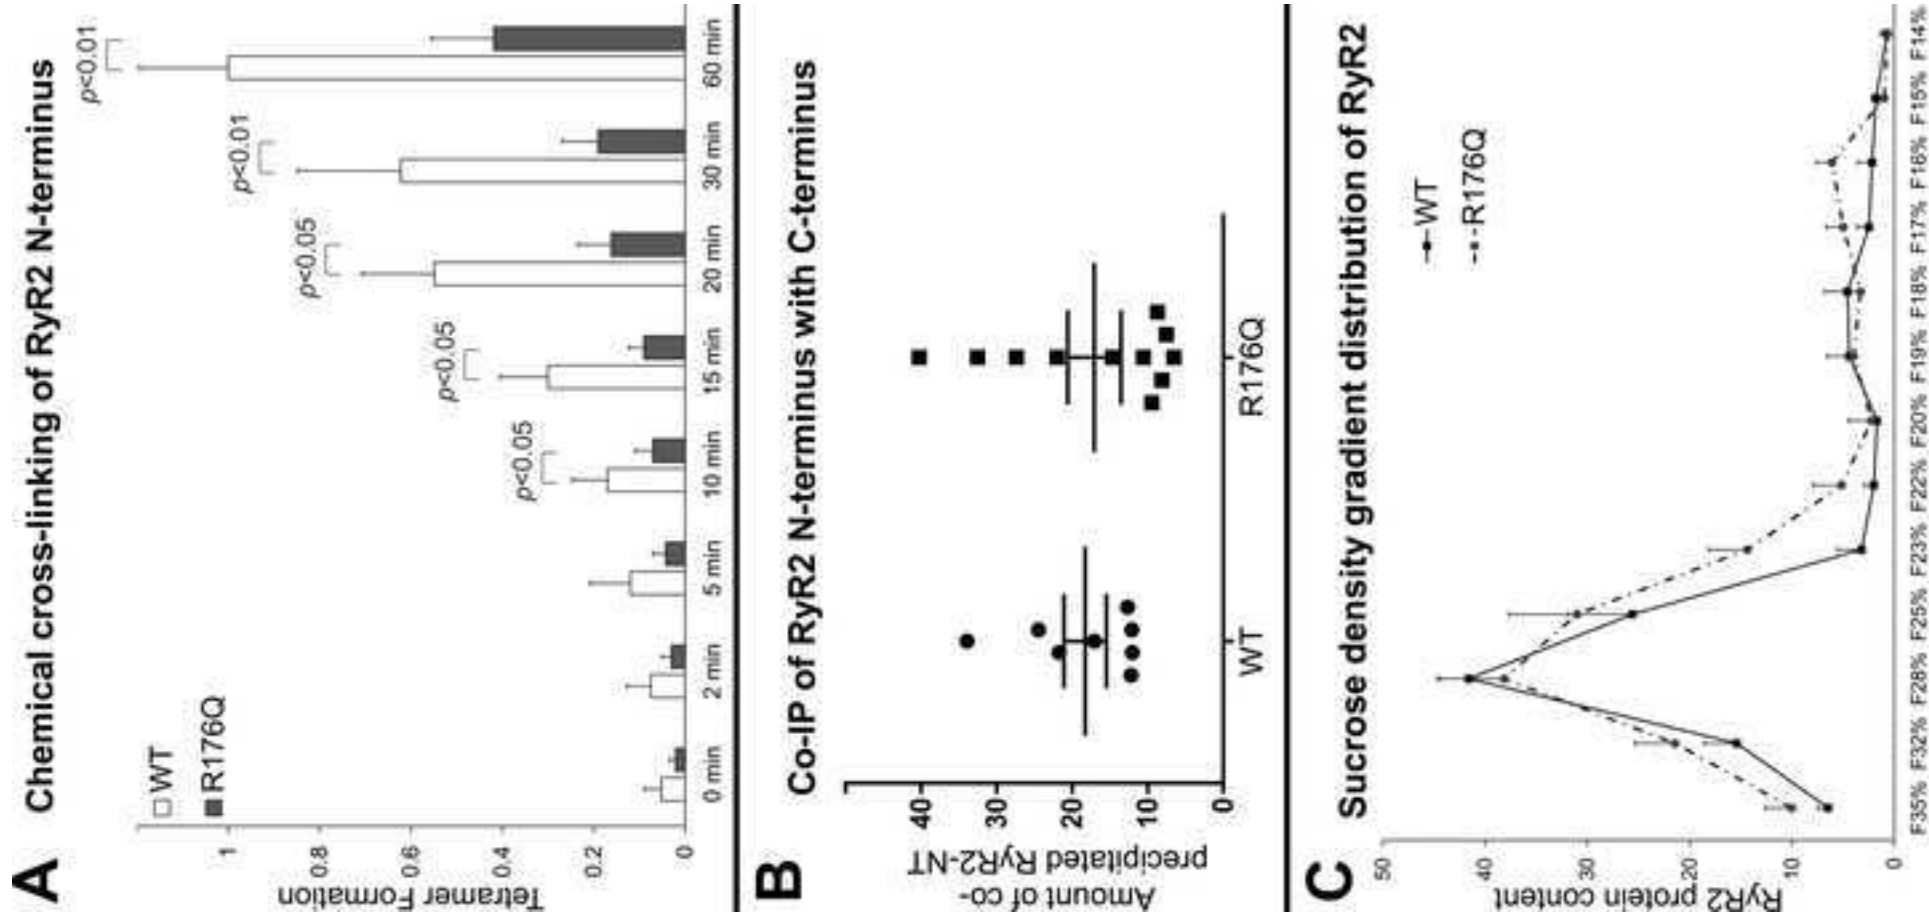 A
Chemical cross-linking of RyR2 N-terminus
Tetramer Formation
1
0.8
0.6
0.4
0.2
0
WT
R176Q
p<0.05
p<0.05
p<0.05
p<0.01
p<0.01
0 min 2 min 5 min 10 min 15 min 20 min 30 min 60 min
B
Co-IP of RyR2 N-terminus with C-terminus
Amount of co-
precipitated RyR2-NT
40
30
20
10
0
WT R176Q
C
Sucrose density gradient distribution of RyR2
RyR2 protein content
50
40
30
20
10
0
WT
R176Q
F35% F32% F28% F25% F23% F22% F20% F19% F18% F17% F16% F15% F14%